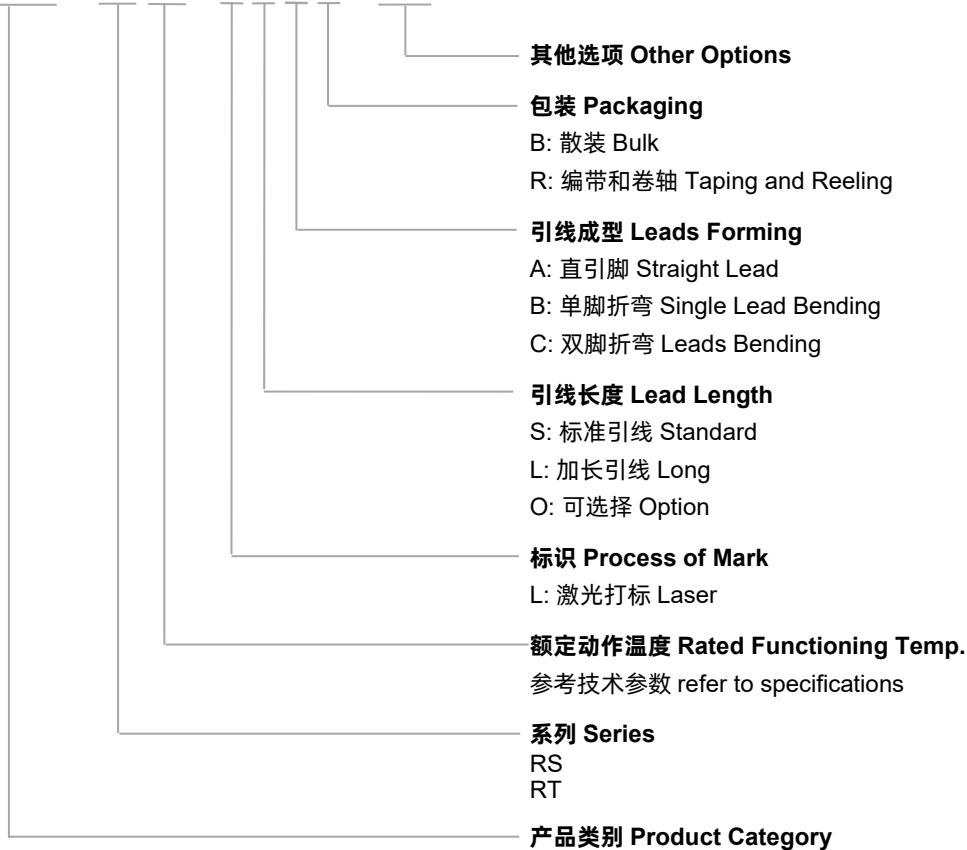 其他选项 Other Options
包装 Packaging
B: 散装 Bulk
R: 编带和卷轴 Taping and Reeling
引线成型 Leads Forming
A: 直引脚 Straight Lead
B: 单脚折弯 Single Lead Bending
C: 双脚折弯 Leads Bending
引线长度 Lead Length
S: 标准引线 Standard
L: 加长引线 Long
O: 可选择 Option
标识 Process of Mark
L: 激光打标 Laser
额定动作温度 Rated Functioning Temp.
参考技术参数 refer to specifications
系列 Series
RS
RT
产品类别 Product Category